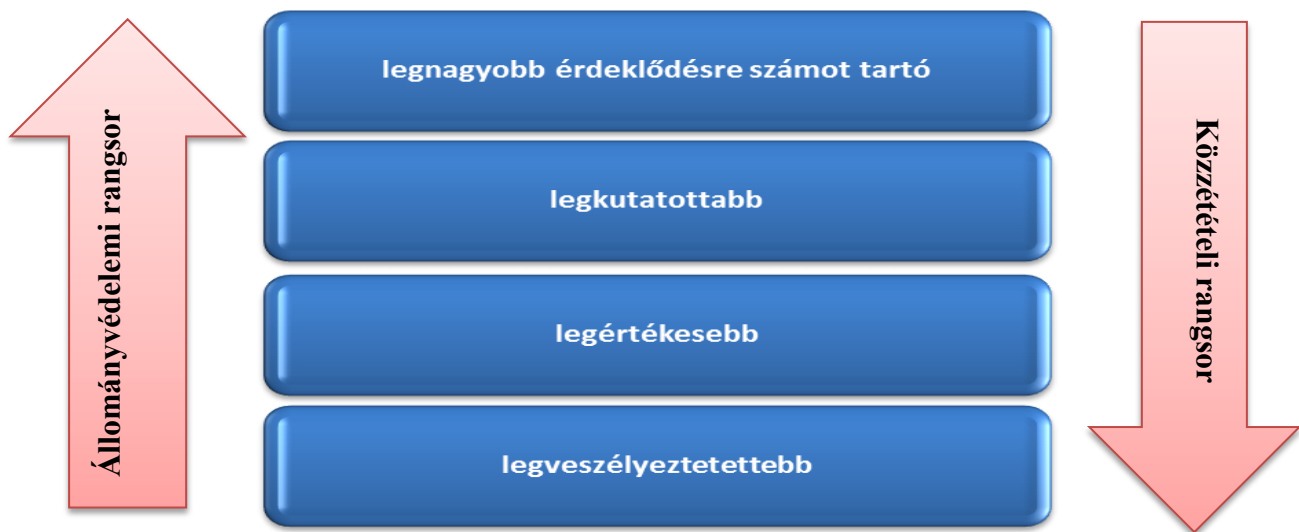 Állományvédelemi rangsor
legnagyobb érdeklődésre számot tartó
legkutatottabb
legértékesebb
legveszélyeztetettebb
Közzétételi rangsor